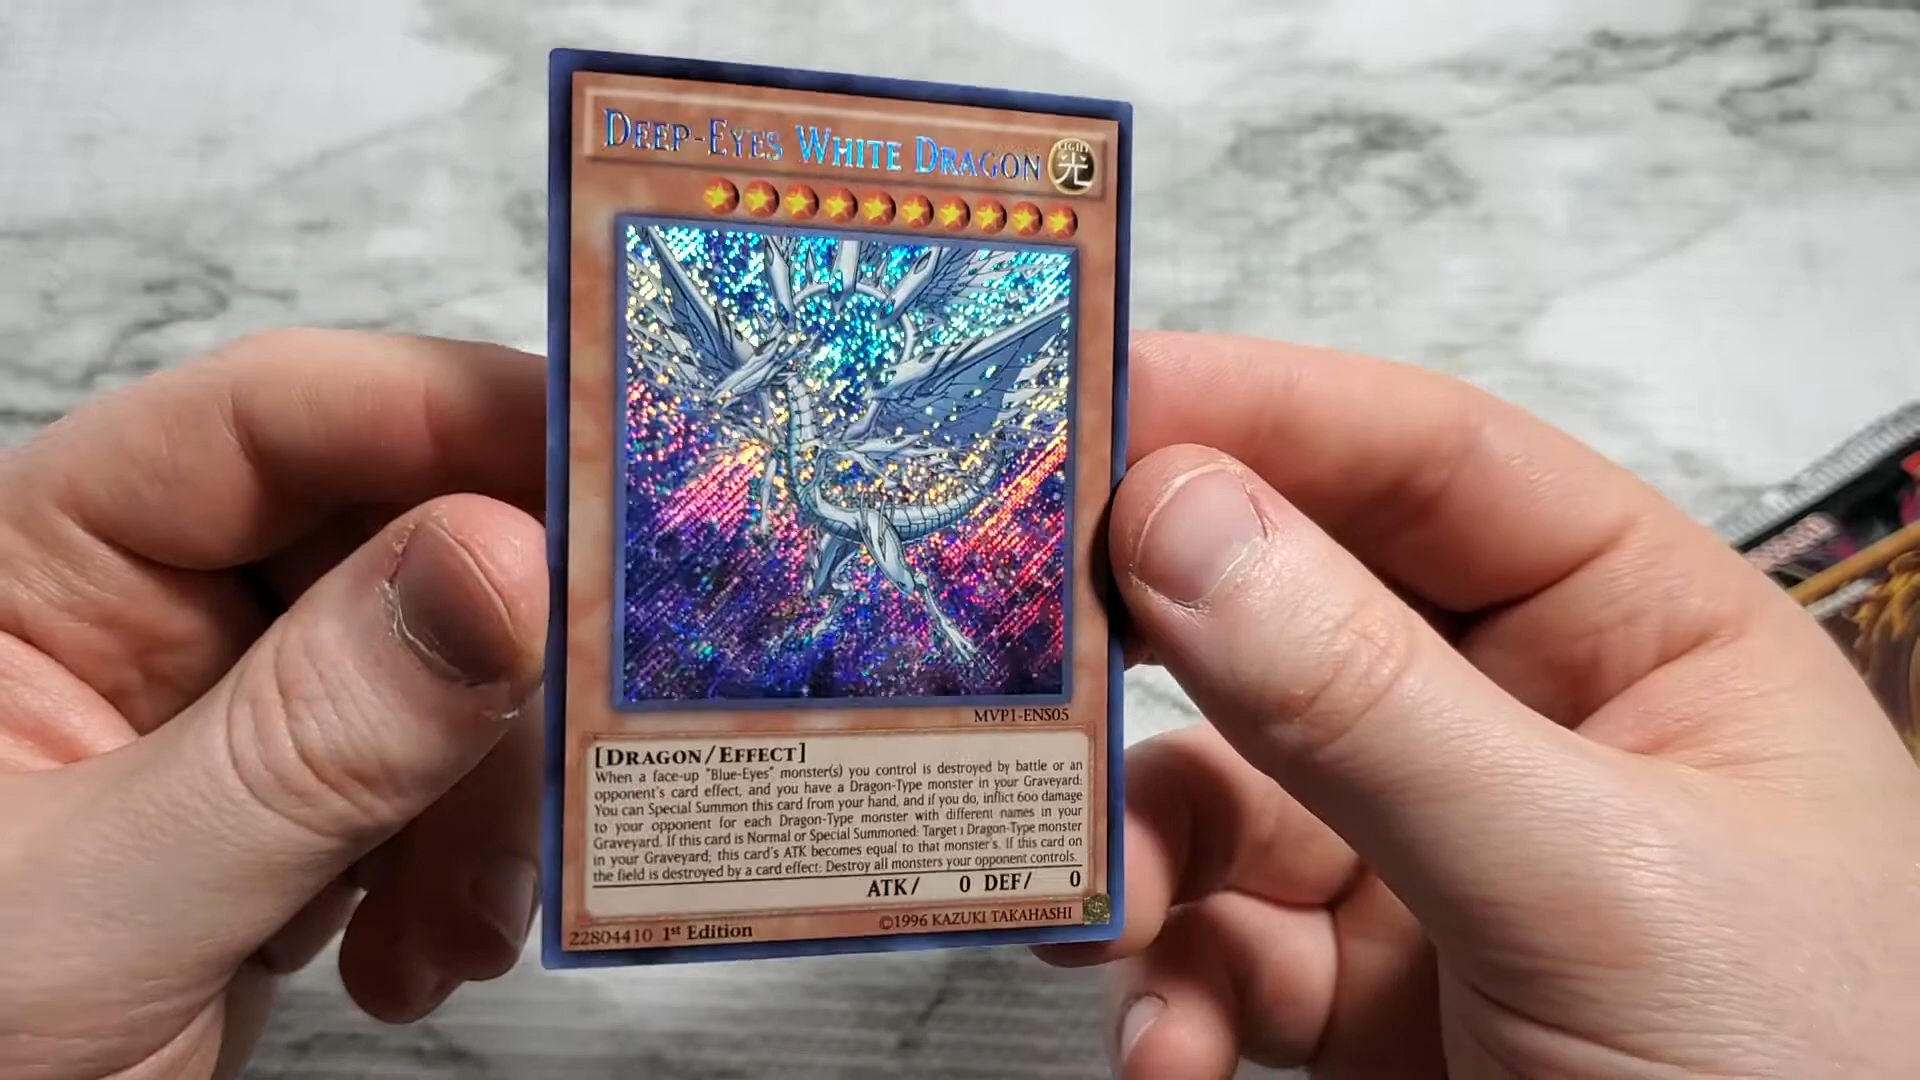 DEEP-EYES WHITE DRAGON
LIGHT
光
MVP1-ENS05
[DRAGON/EFFECT]
When a face-up "Blue-Eyes" monster(s) you control is destroyed by battle or an
opponent's card effect, and you have a Dragon-Type monster in your Graveyard:
You can Special Summon this card from your hand, and if you do, inflict 600 damage
to your opponent for each Dragon-Type monster with different names in your
Graveyard. If this card is Normal or Special Summoned: Target 1 Dragon-Type monster
in your Graveyard; this card's ATK becomes equal to that monster's. If this card on
the field is destroyed by a card effect: Destroy all monsters your opponent controls.
ATK/ 0 DEF/ 0
22804410 1st Edition ©1996 KAZUKI TAKAHASHI